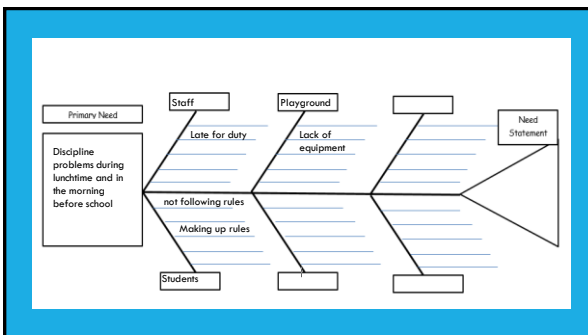 Staff
Playground
Primary Need
Need
Statement
Late for duty
Lack of
equipment
Discipline
problems during
lunchtime and in
the morning
before school
not following rules
Making up rules
Students